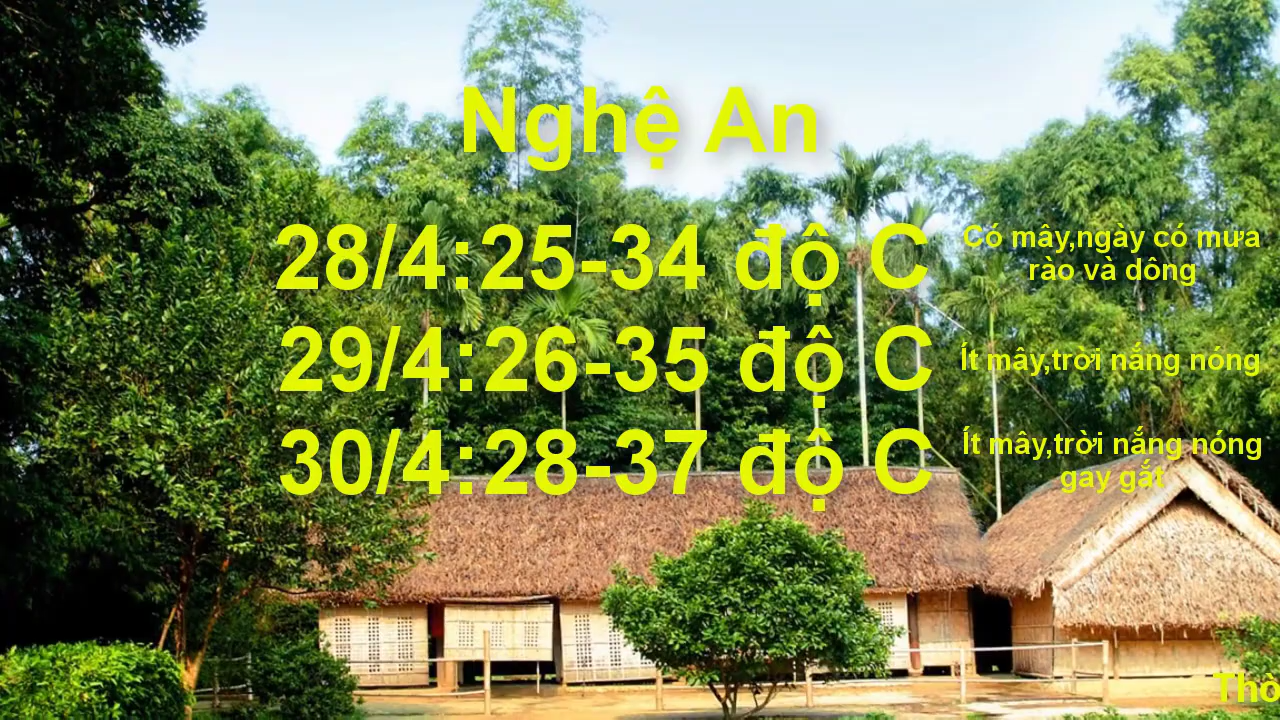 Nghệ An
28/4:25-34 độ C
Có mây,ngày có mưa
rào và dông
29/4:26-35 độ C
Ít mây,trời nắng nóng
30/4:28-37 độ C
Ít mây,trời nắng nóng
gay gắt